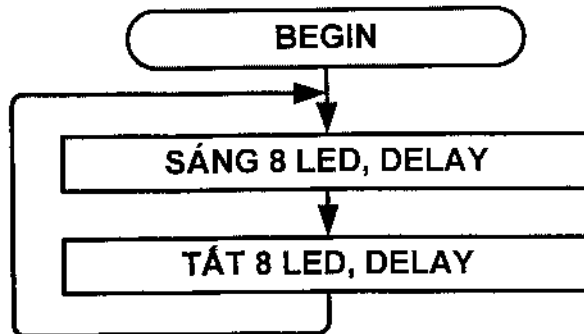 BEGIN
SÁNG 8 LED, DELAY
TẮT 8 LED, DELAY